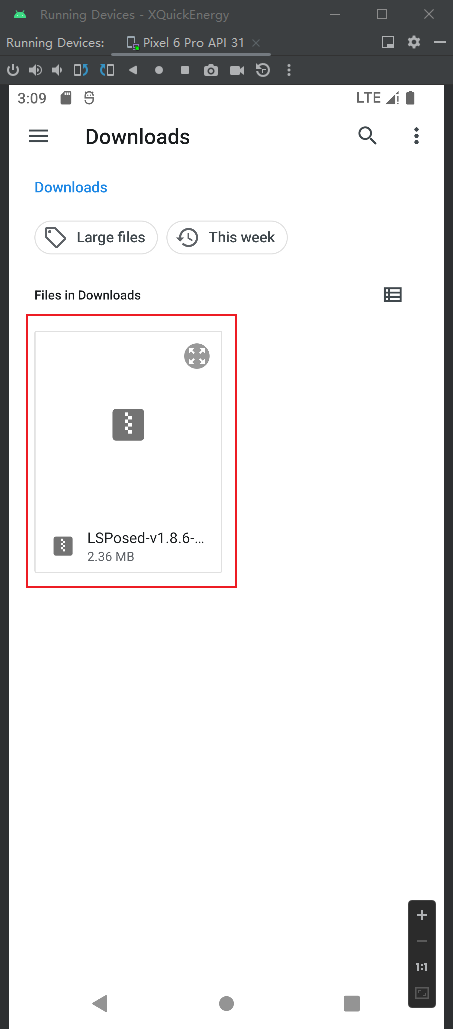 Running Devices - XQuickEnergy
Running Devices: Pixel 6 Pro API 31
3:09 LTE
Downloads
Downloads
Large files This week
Files in Downloads
LSPosed-v1.8.6-...
2.36 MB
1:1